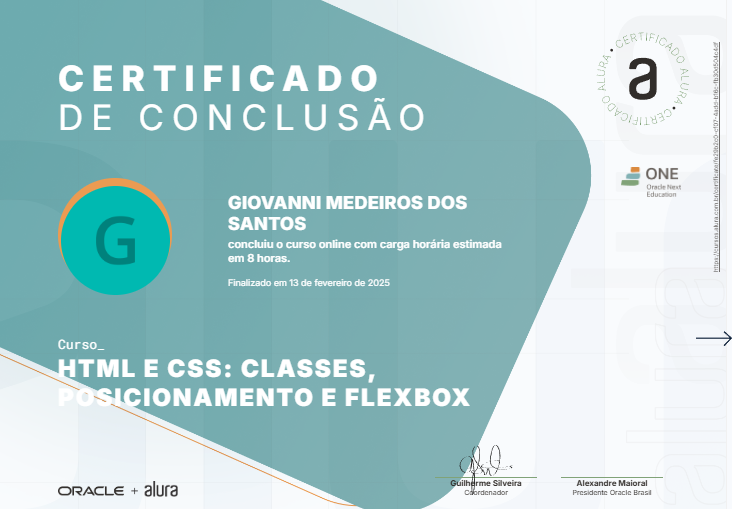 CERTIFICADO
DE CONCLUSÃO
CERTIFICADO ALURA • CERTIFICADO ALURA •
a
ONE
Oracle Next
Education
G
GIOVANNI MEDEIROS DOS
SANTOS
concluiu o curso online com carga horária estimada
em 8 horas.
Finalizado em 13 de fevereiro de 2025
Curso_
HTML E CSS: CLASSES,
POSICIONAMENTO E FLEXBOX
ORACLE + alura
Guilherme Silveira
Coordenador
Alexandre Maioral
Presidente Oracle Brasil
alura